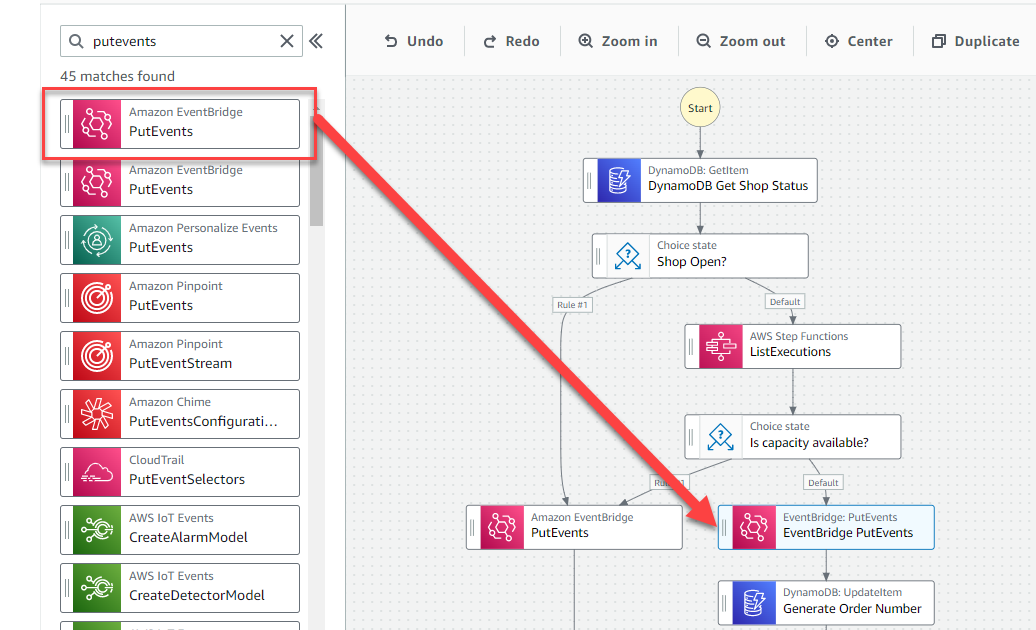 putevents
Undo
Redo
Zoom in
Zoom out
Center
Duplicate
45 matches found
Amazon EventBridge
PutEvents
Amazon EventBridge
PutEvents
Amazon Personalize Events
PutEvents
Amazon Pinpoint
PutEvents
Amazon Pinpoint
PutEventStream
Amazon Chime
PutEventsConfigurati...
CloudTrail
PutEventSelectors
AWS IoT Events
CreateAlarmModel
AWS IoT Events
CreateDetectorModel
Start
DynamoDB: GetItem
DynamoDB Get Shop Status
Choice state
Shop Open?
Rule #1
Default
AWS Step Functions
ListExecutions
Choice state
Is capacity available?
Default
Amazon EventBridge
PutEvents
EventBridge: PutEvents
EventBridge PutEvents
DynamoDB: UpdateItem
Generate Order Number